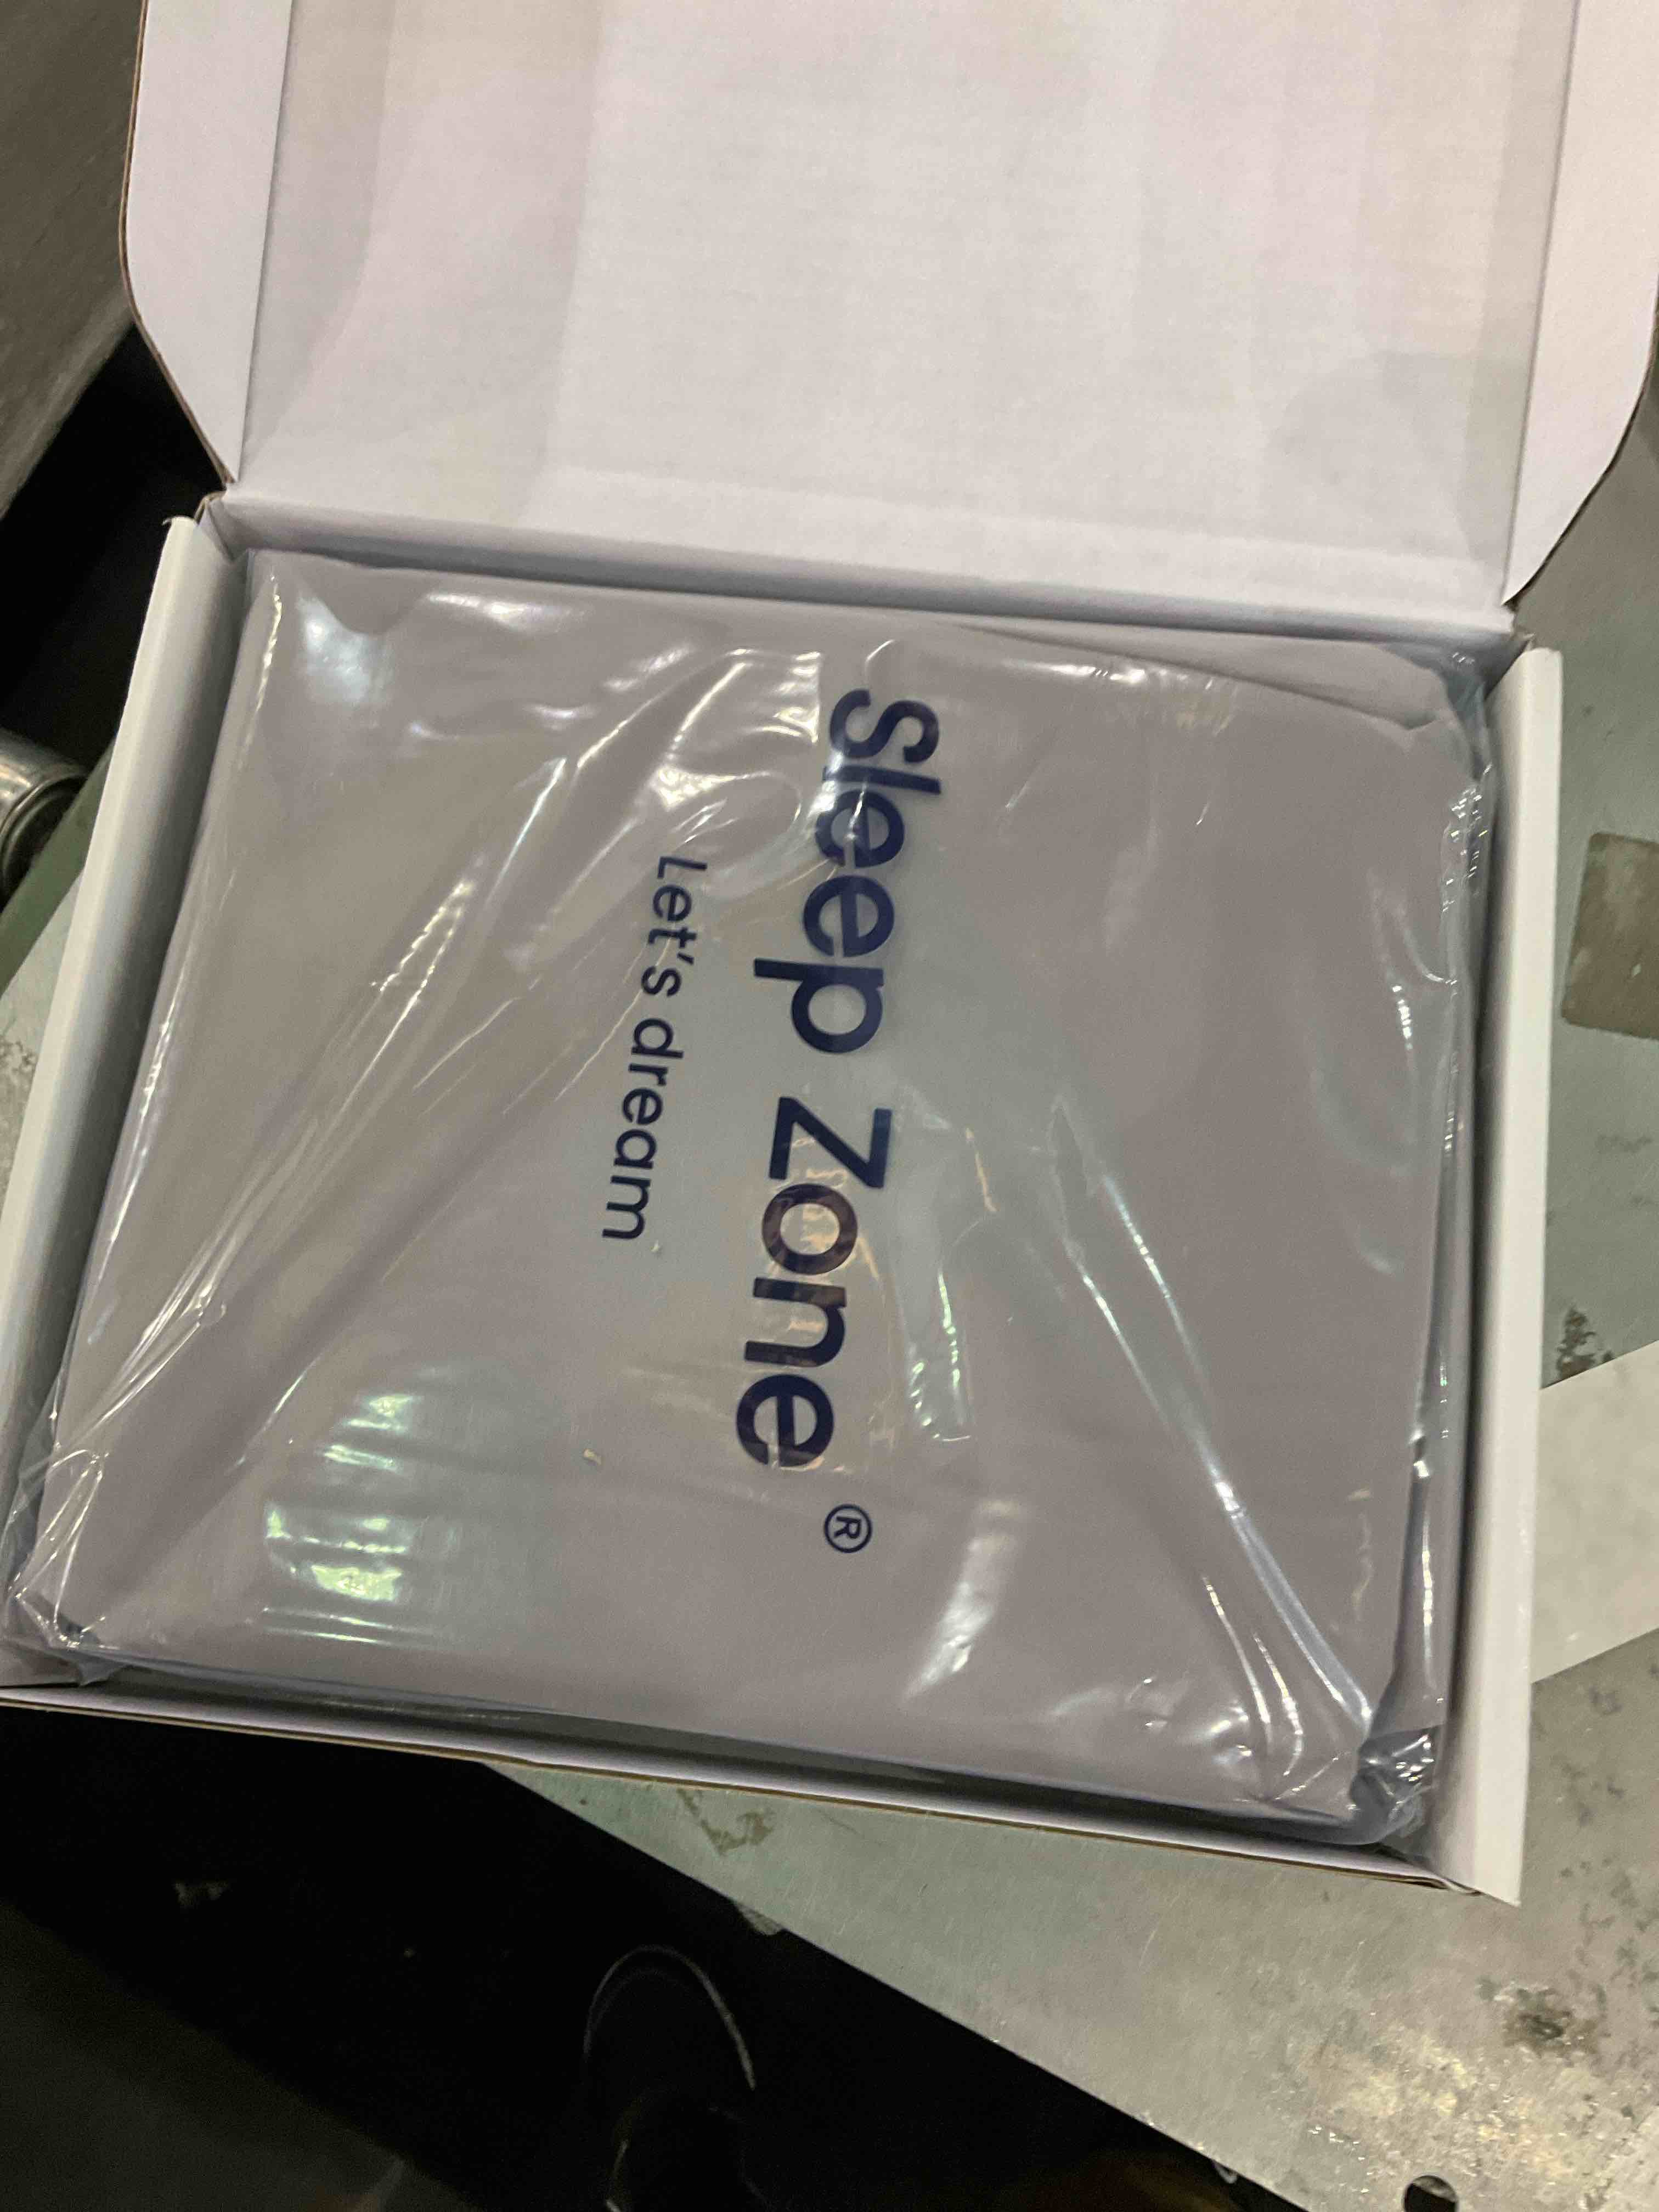 Sleep Zone ®
Let's dream